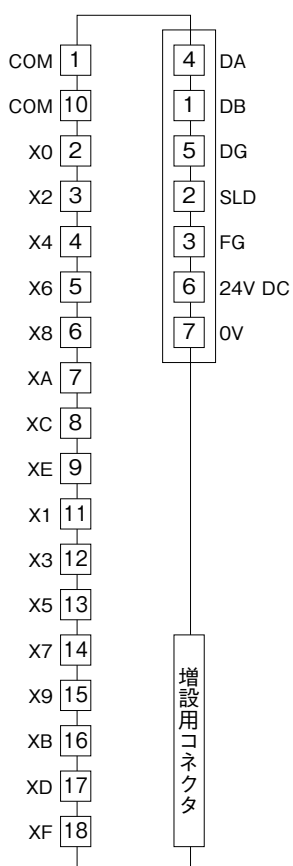 COM 1
COM 10
X0 2
X2 3
X4 4
X6 5
X8 6
XA 7
XC 8
XE 9
X1 11
X3 12
X5 13
X7 14
X9 15
XB 16
XD 17
XF 18
4 DA
1 DB
5 DG
2 SLD
3 FG
6 24V DC
7 0V
増設用コネクタ